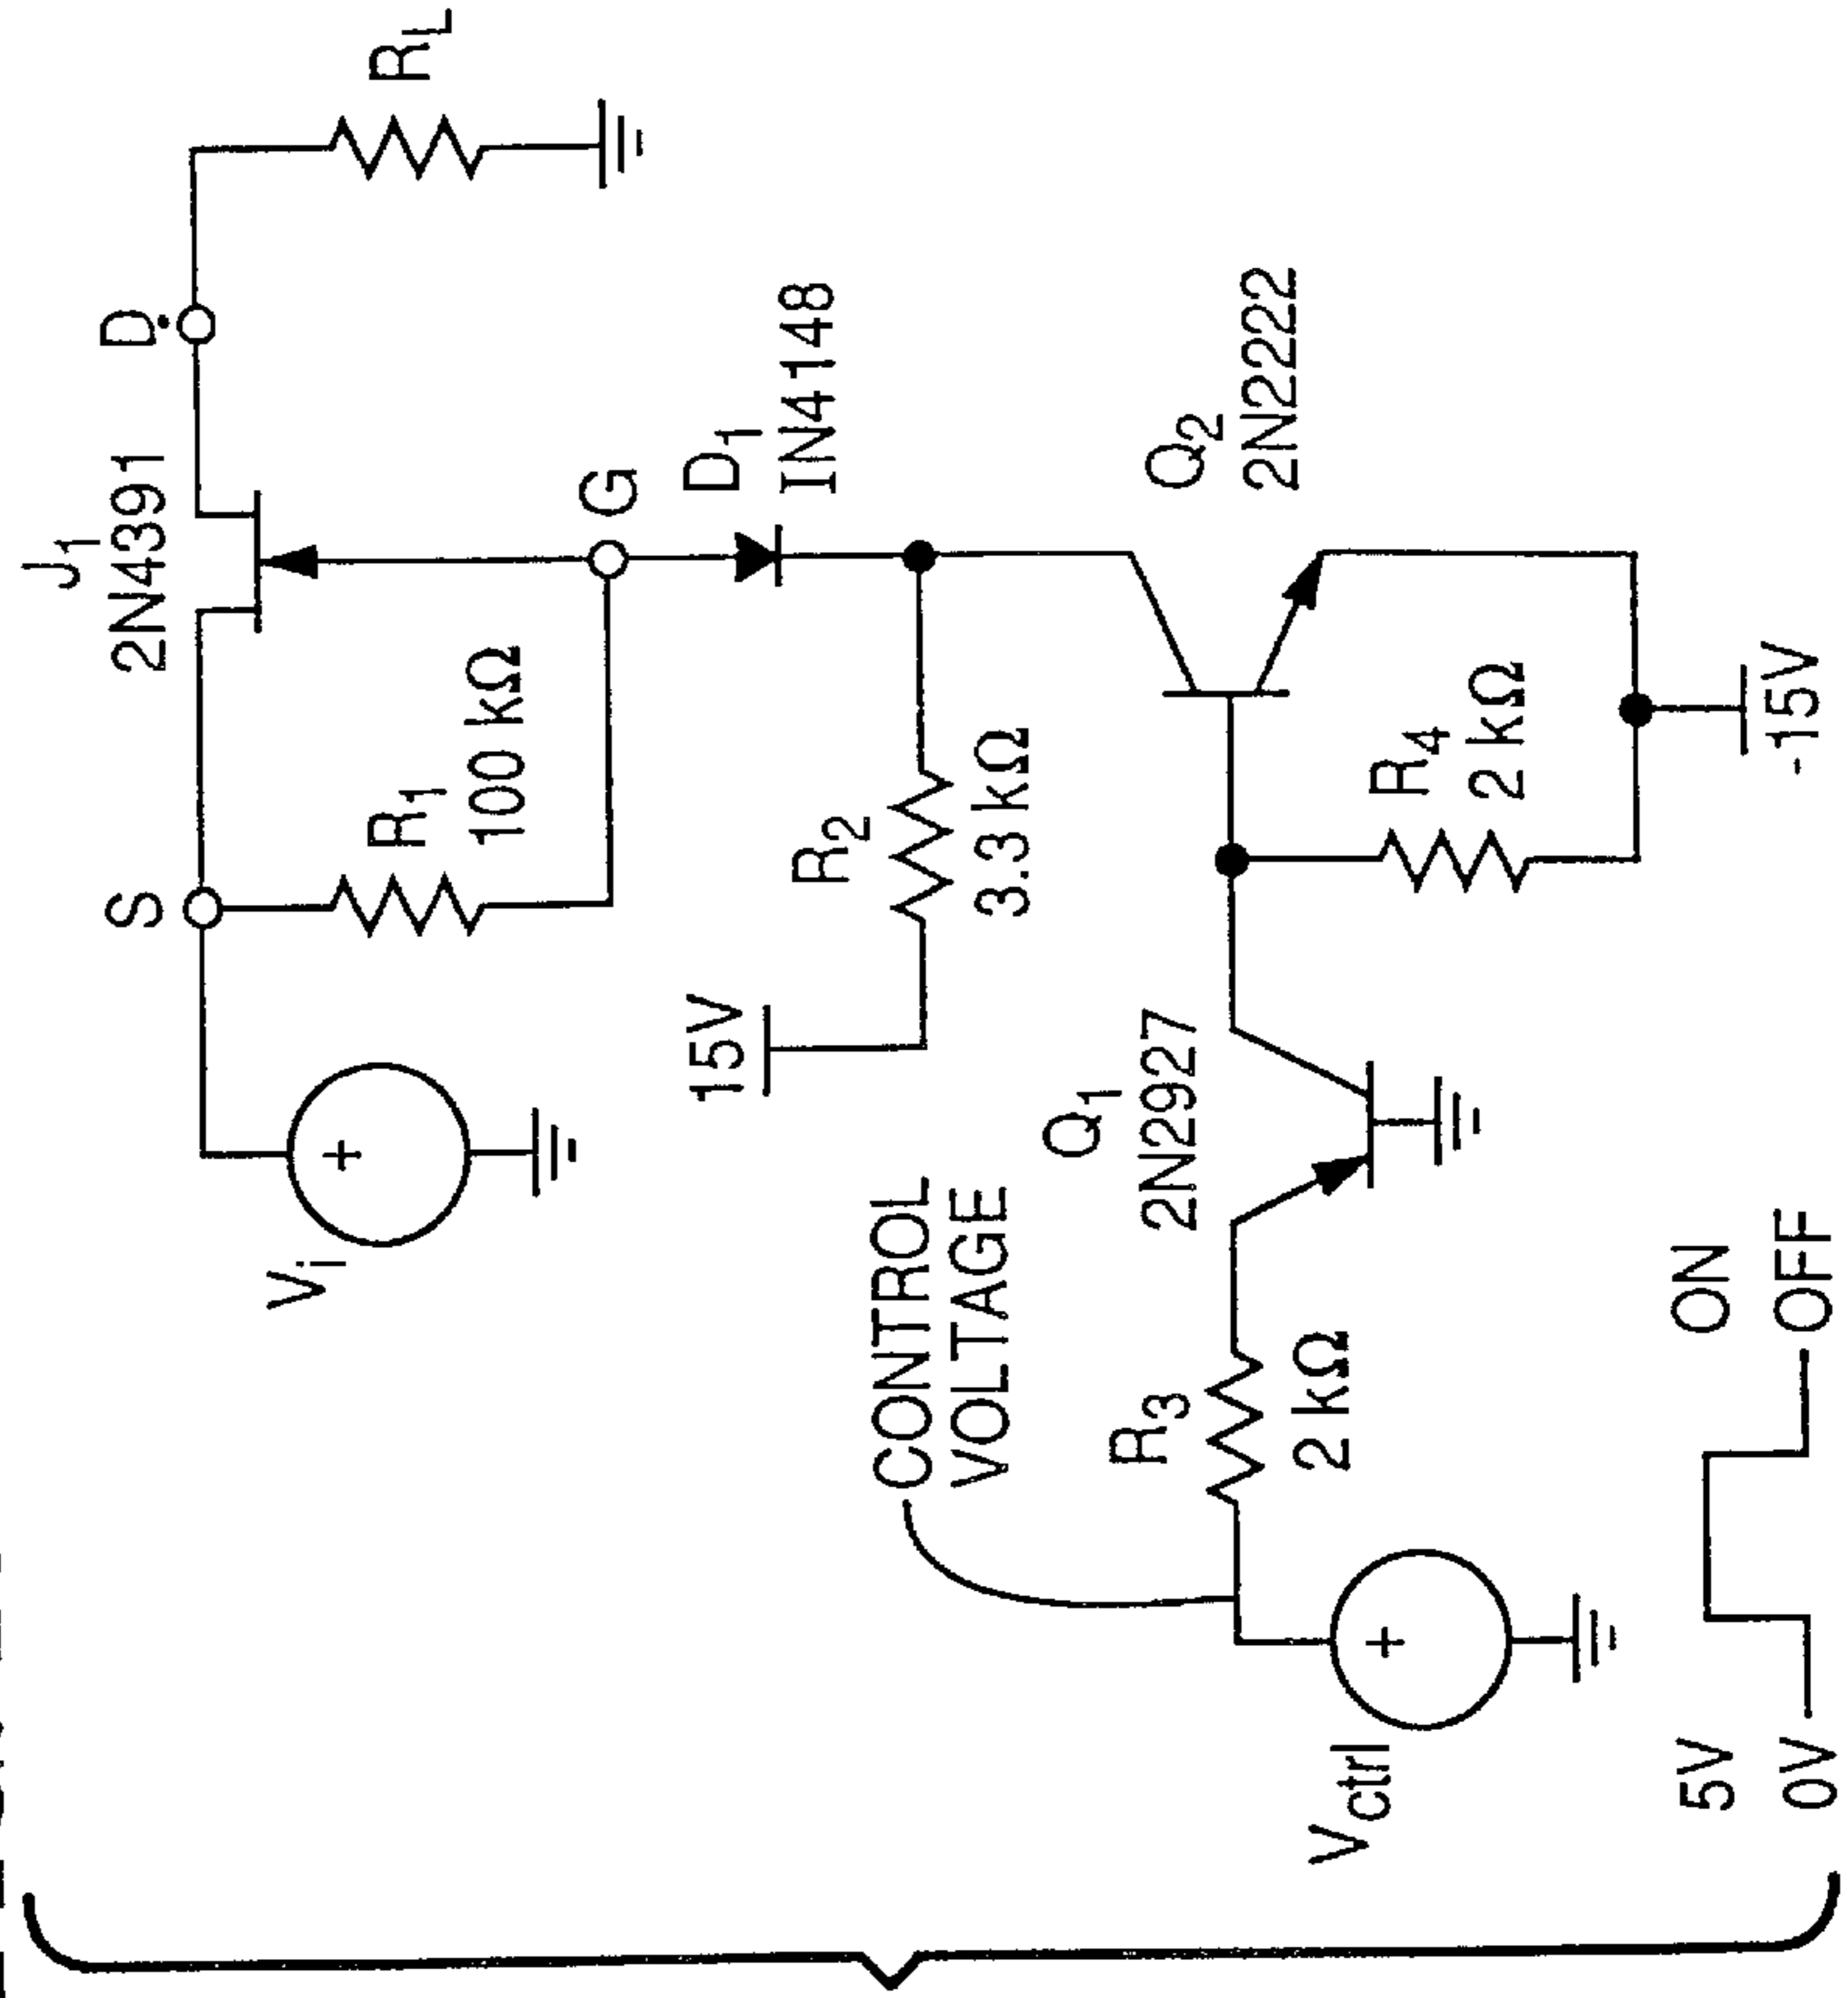 J1
2N4391
S
D
R1
100 kΩ
RL
Vi
G
D1
IN4148
15V
R2
3.3 kΩ
CONTROL
VOLTAGE
Q1
2N2927
Q2
2N2222
R3
2 kΩ
Vctrl
R4
2 kΩ
-15V
5V
ON
0V
OFF